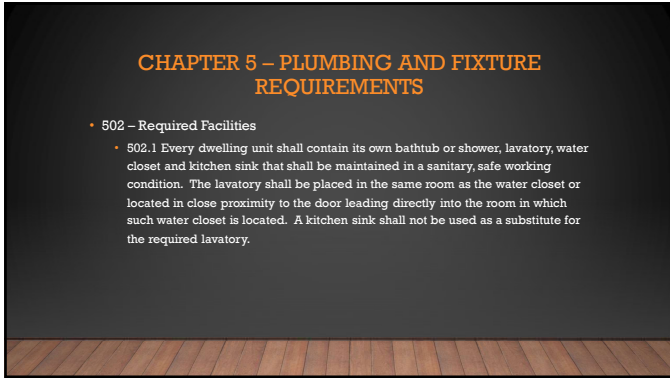 CHAPTER 5 – PLUMBING AND FIXTURE
REQUIREMENTS
• 502 – Required Facilities
• 502.1 Every dwelling unit shall contain its own bathtub or shower, lavatory, water
closet and kitchen sink that shall be maintained in a sanitary, safe working
condition.  The lavatory shall be placed in the same room as the water closet or
located in close proximity to the door leading directly into the room in which
such water closet is located.  A kitchen sink shall not be used as a substitute for
the required lavatory.